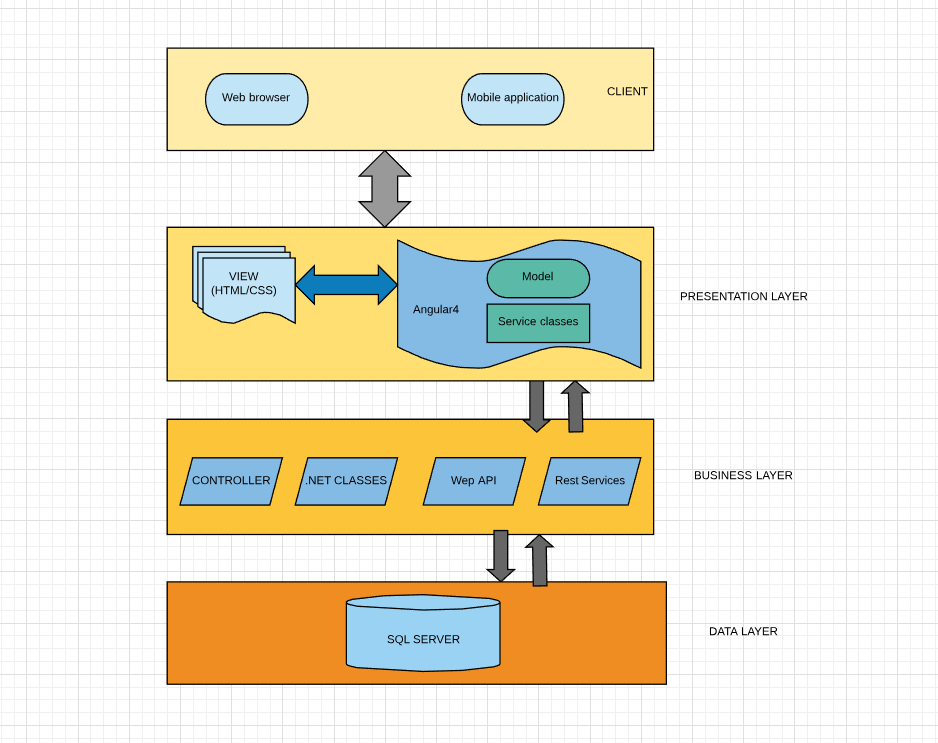 Web browser
Mobile application
CLIENT
VIEW
(HTML/CSS)
Angular4
Model
Service classes
PRESENTATION LAYER
CONTROLLER
.NET CLASSES
Wep API
Rest Services
BUSINESS LAYER
SQL SERVER
DATA LAYER